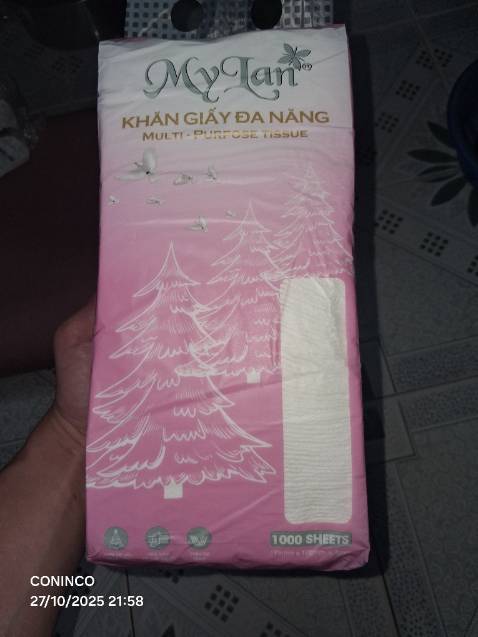 MyLan
KHĂN GIẤY ĐA NĂNG
MULTI - PURPOSE TISSUE
1000 SHEETS
CONINCO
27/10/2025 21:58